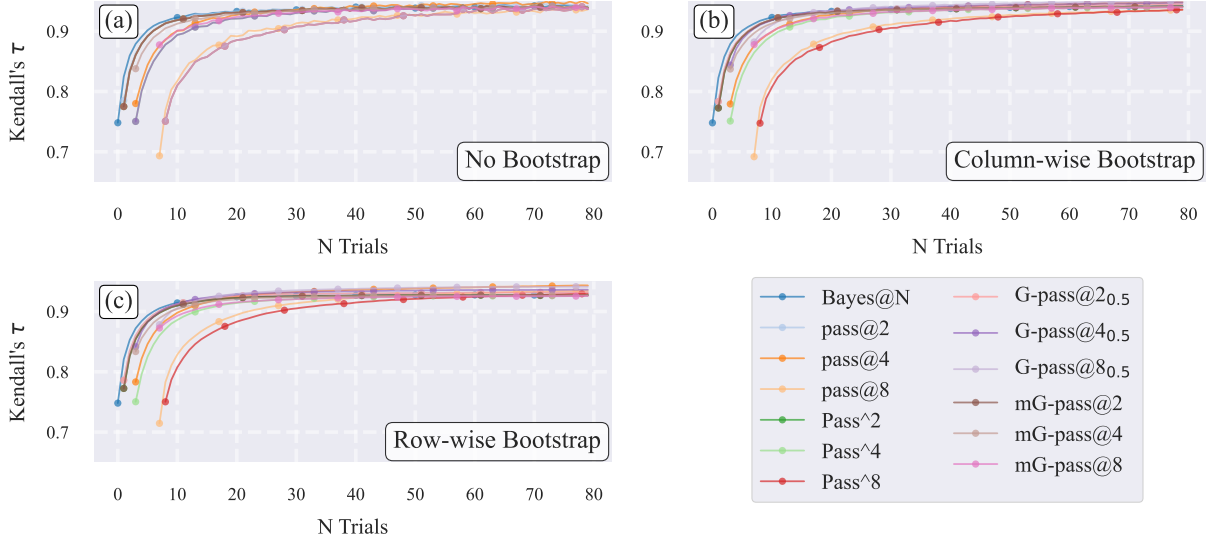 (a)
0.9
0.8
0.7
Kendall's τ
No Bootstrap
0 10 20 30 40 50 60 70 80
N Trials
(b)
0.9
0.8
0.7
Kendall's τ
Column-wise Bootstrap
0 10 20 30 40 50 60 70 80
N Trials
(c)
0.9
0.8
0.7
Kendall's τ
Row-wise Bootstrap
0 10 20 30 40 50 60 70 80
N Trials
Bayes@N
pass@2
pass@4
pass@8
Pass^2
Pass^4
Pass^8
G-pass@2₀.₅
G-pass@4₀.₅
G-pass@8₀.₅
mG-pass@2
mG-pass@4
mG-pass@8